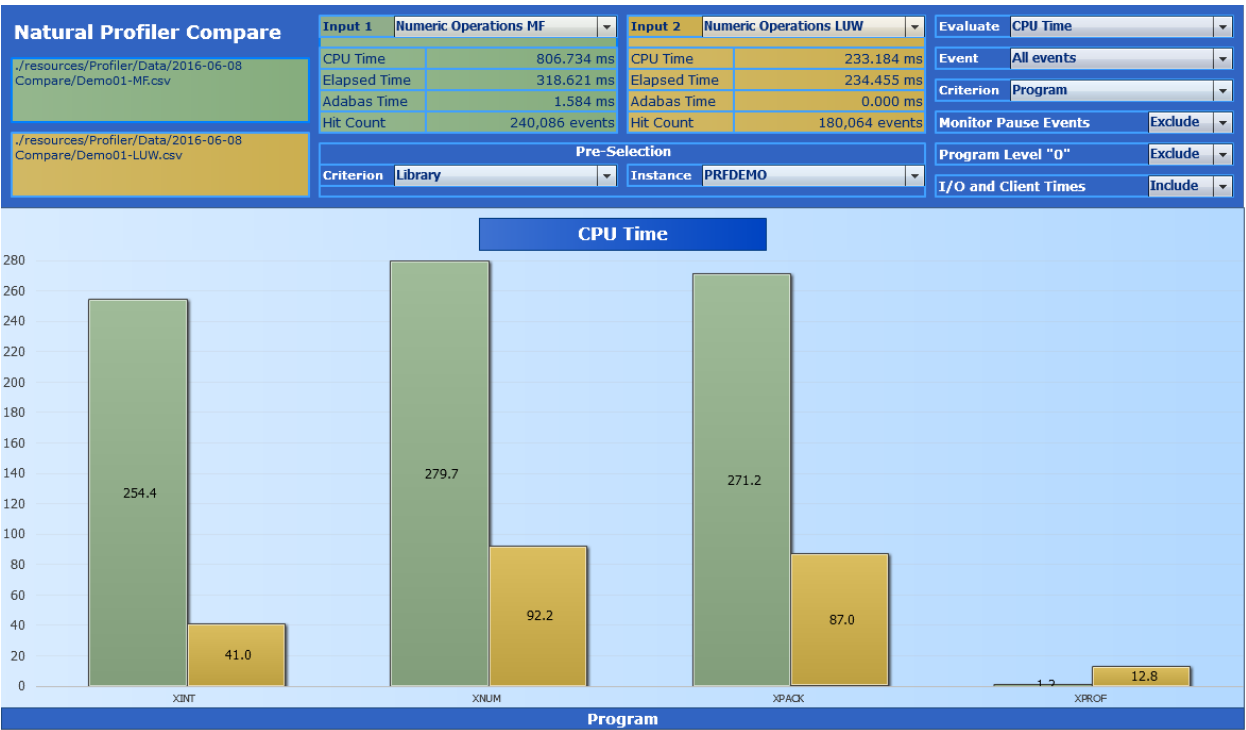 Natural Profiler Compare
./resources/Profiler/Data/2016-06-08
Compare/Demo01-MF.csv
./resources/Profiler/Data/2016-06-08
Compare/Demo01-LUW.csv
Input 1 Numeric Operations MF
CPU Time 806.734 ms
Elapsed Time 318.621 ms
Adabas Time 1.584 ms
Hit Count 240,086 events
Input 2 Numeric Operations LUW
CPU Time 233.184 ms
Elapsed Time 234.455 ms
Adabas Time 0.000 ms
Hit Count 180,064 events
Pre-Selection
Criterion Library Instance PRFDEMO
Evaluate CPU Time
Event All events
Criterion Program
Monitor Pause Events Exclude
Program Level "0" Exclude
I/O and Client Times Include
CPU Time
280
260
240
220
200
180
160
140
120
100
80
60
40
20
0
254.4
41.0
279.7
92.2
271.2
87.0
12.8
XINT XNUM XPACK XPROF
Program